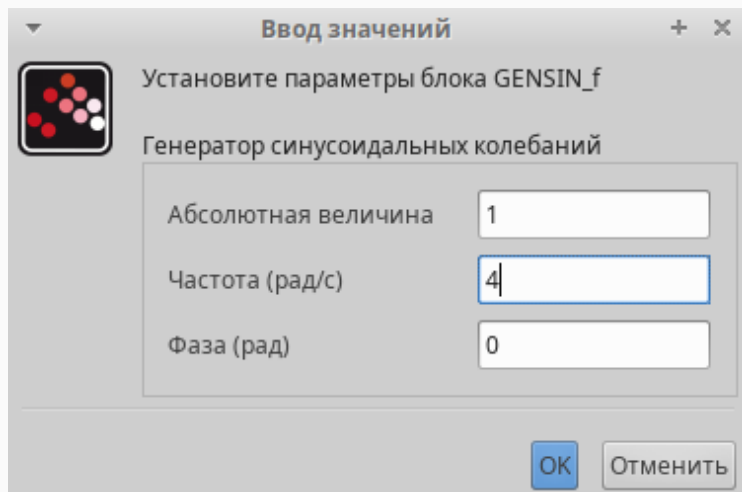 Ввод значений
Установите параметры блока GENSIN_f
Генератор синусоидальных колебаний
Абсолютная величина 1
Частота (рад/с) 4
Фаза (рад) 0
OK Отменить